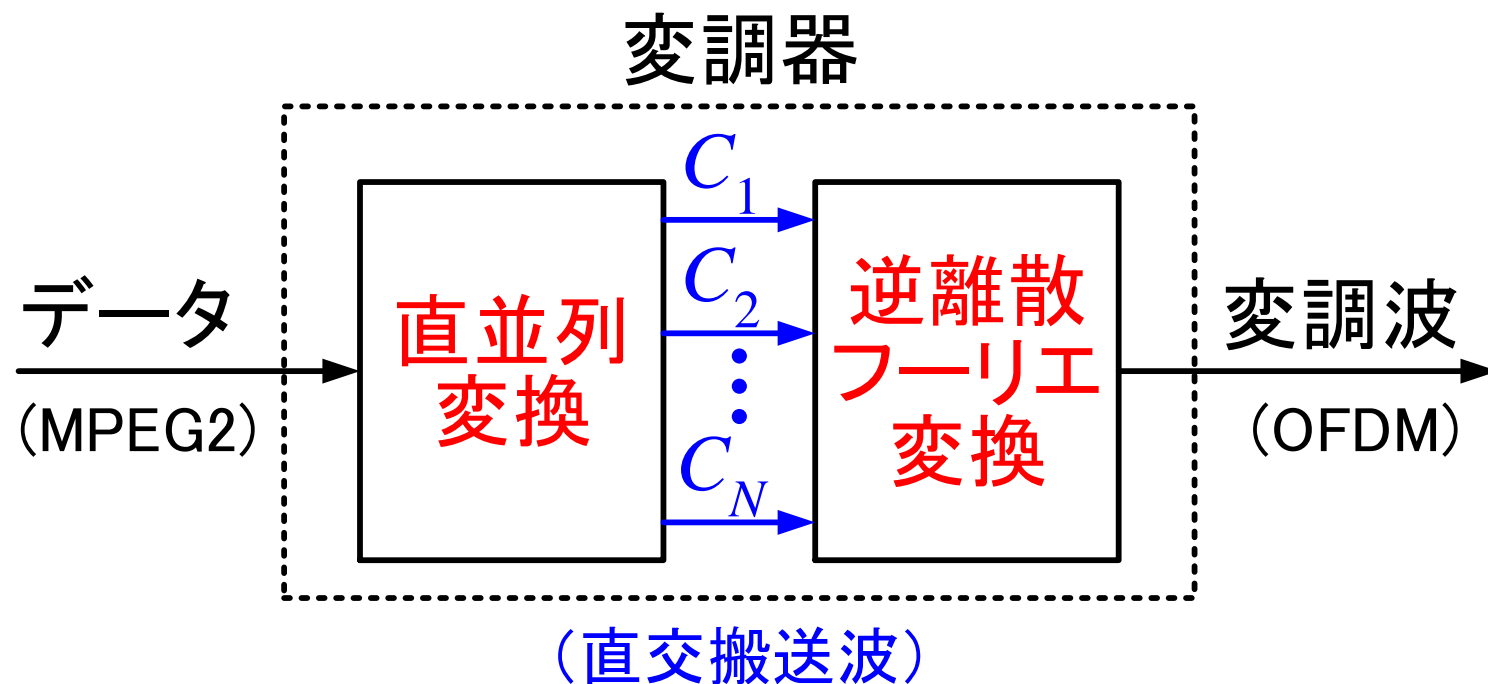 変調器
データ
(MPEG2)
直並列
変換
C1
C2
CN
逆離散
フーリエ
変換
変調波
(OFDM)
(直交搬送波)